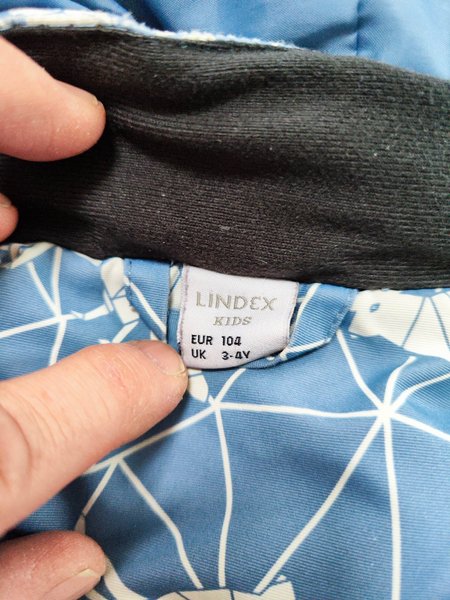 LINDEX
KIDS
EUR 104
UK 3-4Y